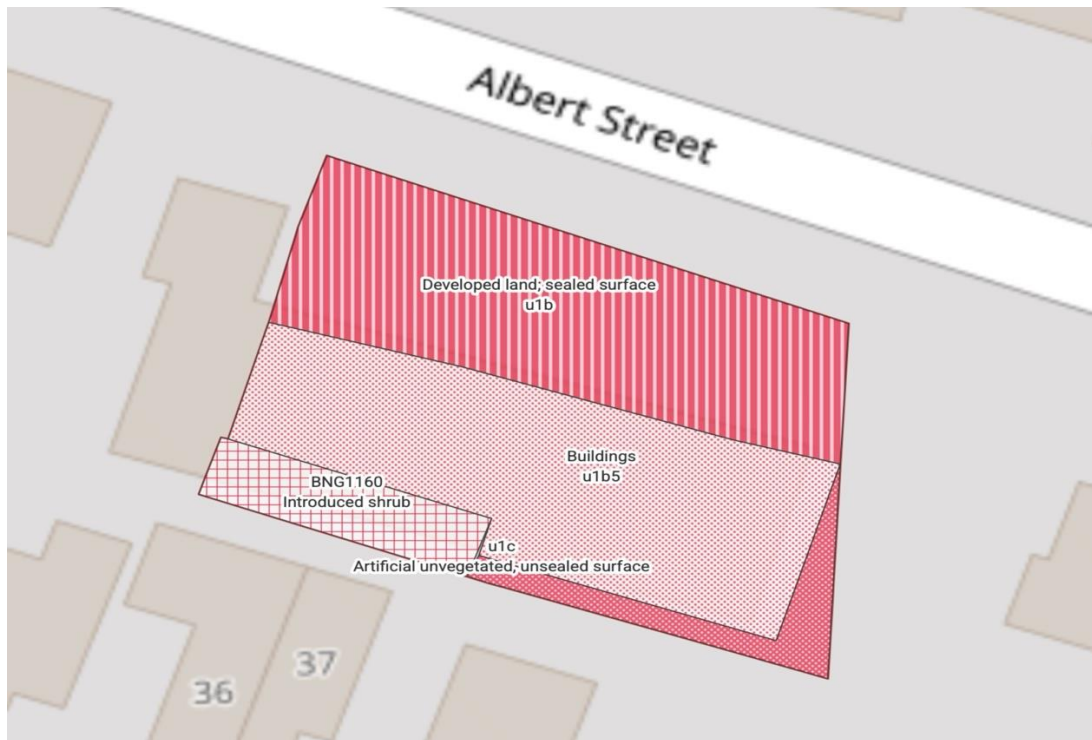 Albert Street
Developed land; sealed surface
u1b
Buildings
u1b5
BNG1160
Introduced shrub
u1c
Artificial unvegetated, unsealed surface
37
36